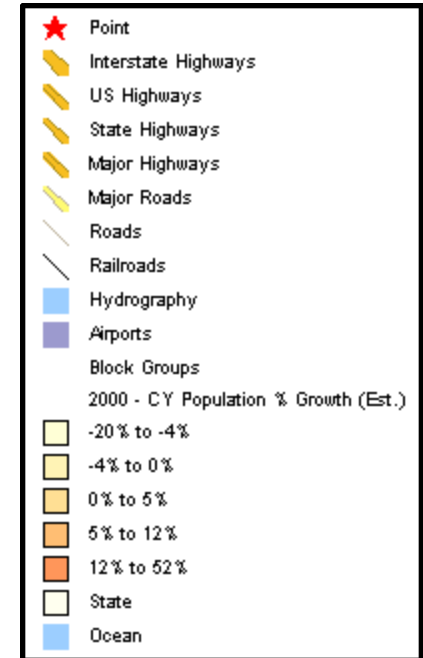 Point
Interstate Highways
US Highways
State Highways
Major Highways
Major Roads
Roads
Railroads
Hydrography
Airports
Block Groups
2000 - CY Population % Growth (Est.)
-20% to -4%
-4% to 0%
0% to 5%
5% to 12%
12% to 52%
State
Ocean